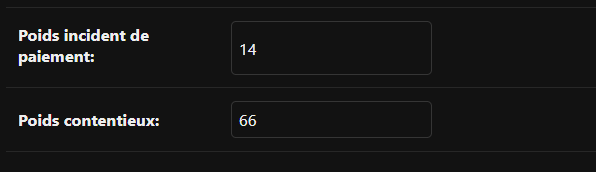 Poids incident de
paiement:
14
Poids contentieux:
66